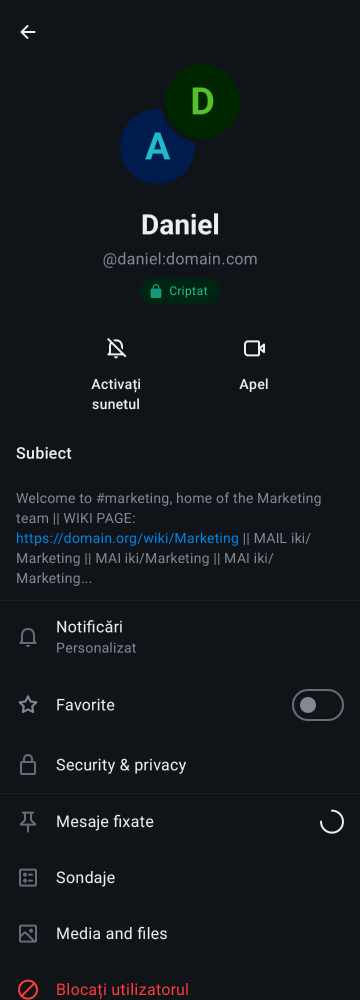 D
A
Daniel
@daniel:domain.com
Criptat
Activați
sunetul
Apel
Subiect
Welcome to #marketing, home of the Marketing
team || WIKI PAGE:
https://domain.org/wiki/Marketing || MAIL iki/
Marketing || MAI iki/Marketing || MAI iki/
Marketing...
Notificări
Personalizat
Favorite
Security & privacy
Mesaje fixate
Sondaje
Media and files
Blocați utilizatorul